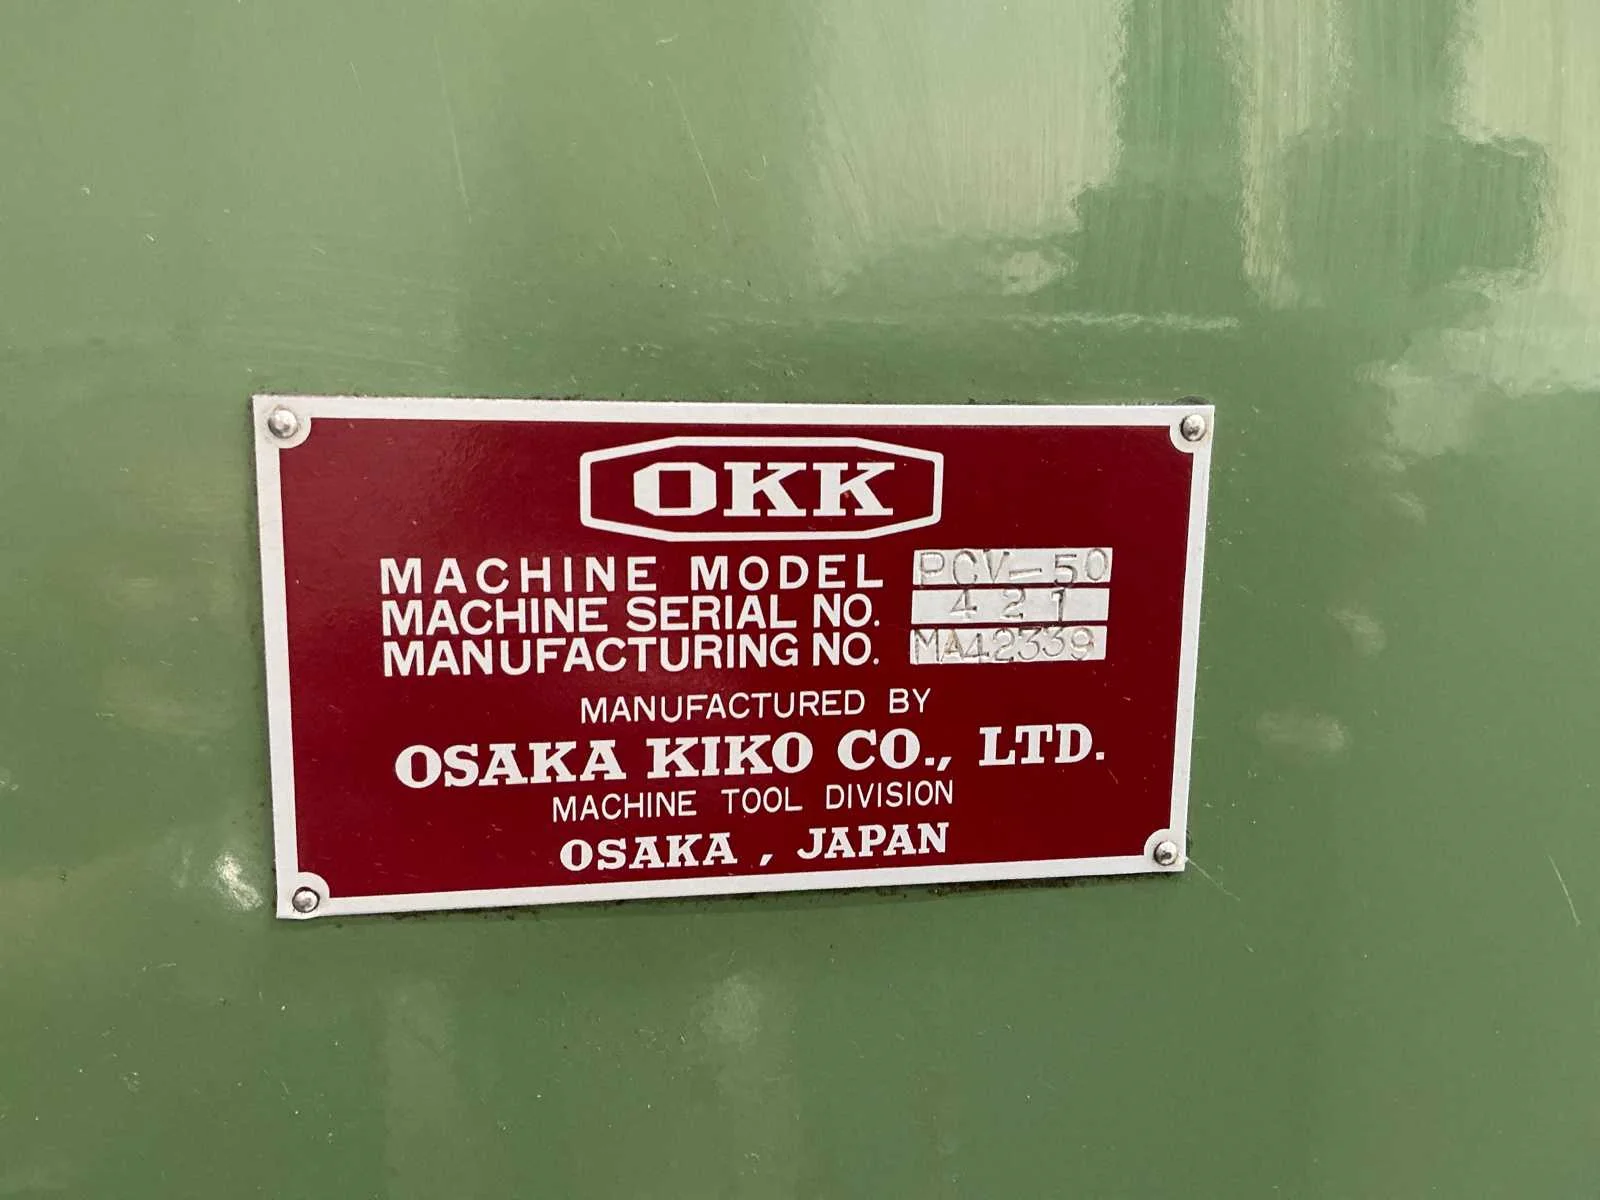 OKK
MACHINE MODEL PCV-50
MACHINE SERIAL NO. 421
MANUFACTURING NO. MA42339
MANUFACTURED BY
OSAKA KIKO CO., LTD.
MACHINE TOOL DIVISION
OSAKA , JAPAN